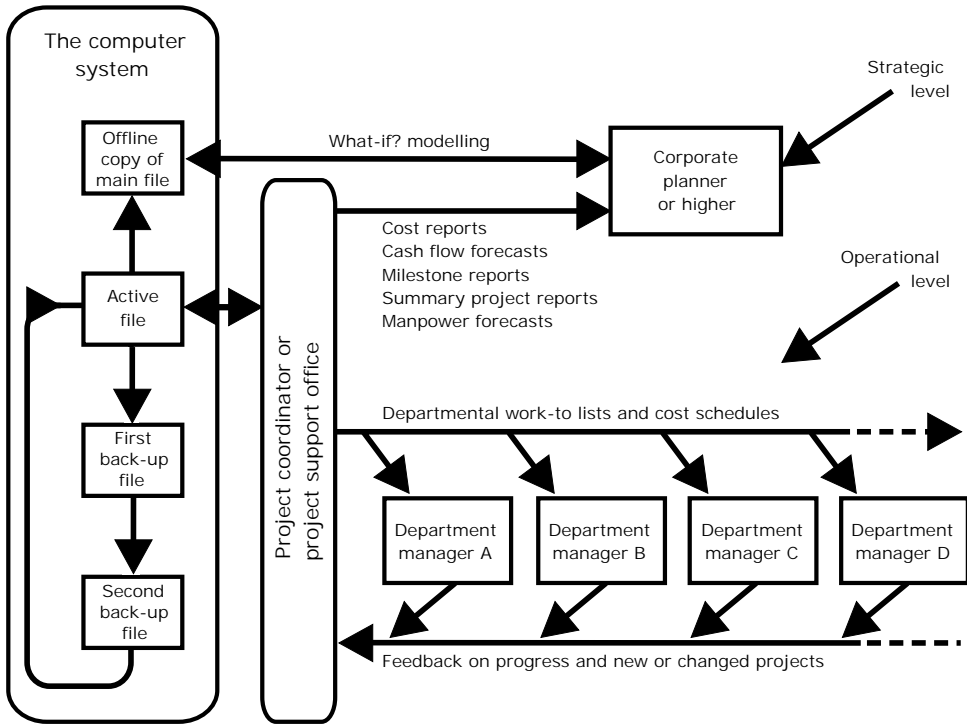 The computer
system
Offline
copy of
main file
Active
file
First
back-up
file
Second
back-up
file
Project coordinator or
project support office
What-if? modelling
Corporate
planner
or higher
Strategic
level
Cost reports
Cash flow forecasts
Milestone reports
Summary project reports
Manpower forecasts
Operational
level
Departmental work-to lists and cost schedules
Department
manager A
Department
manager B
Department
manager C
Department
manager D
Feedback on progress and new or changed projects